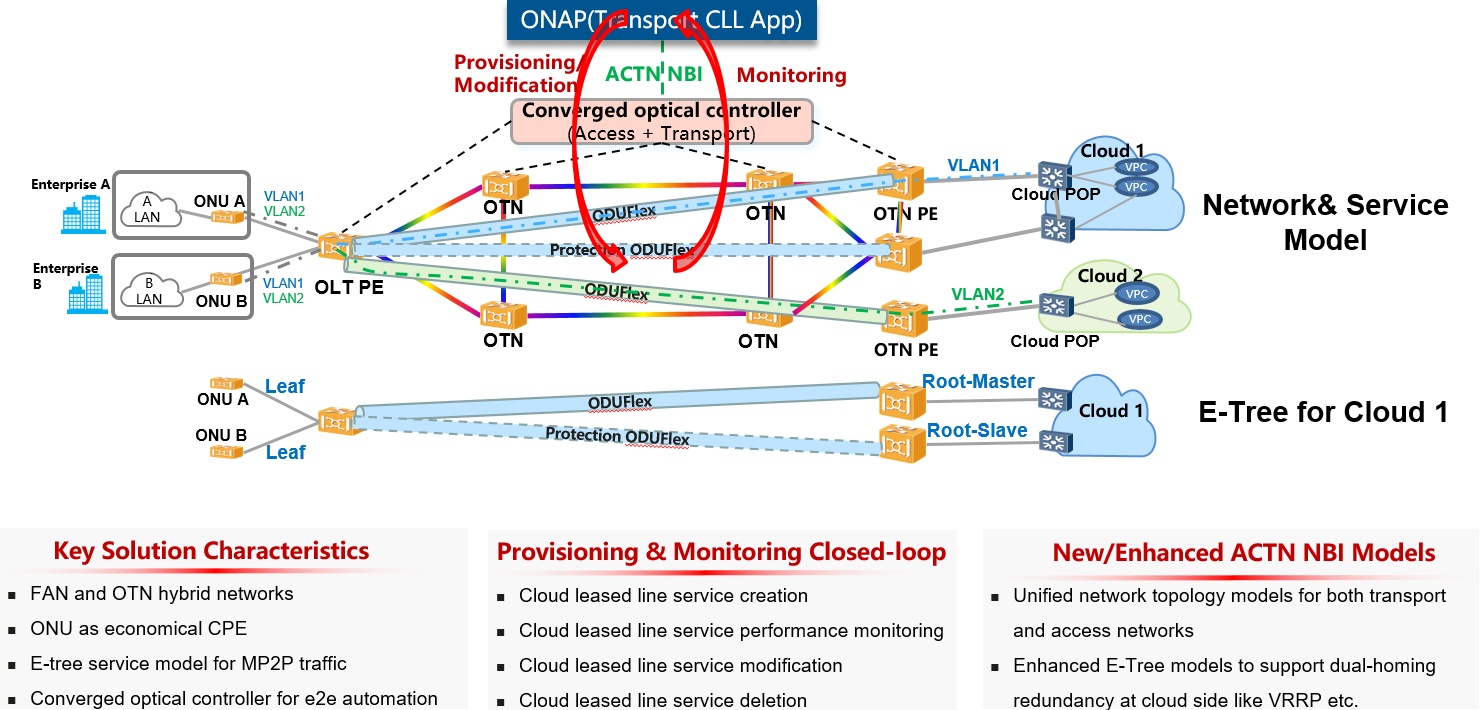 ONAP(Transport CLL App)
Provisioning/
Modification
ACTN NBI
Monitoring
Converged optical controller
(Access + Transport)
Enterprise A
A
LAN
ONU A
VLAN1
VLAN2
Enterprise
B
B
LAN
ONU B
VLAN1
VLAN2
OLT PE
OTN
OTN
OTN
OTN
ODUFlex
Protection ODUFlex
ODUFlex
OTN PE
OTN PE
VLAN1
VLAN2
Cloud 1
VPC
VPC
Cloud POP
Cloud 2
VPC
VPC
Cloud POP
Network& Service
Model
Leaf
ONU A
ONU B
Leaf
ODUFlex
Protection ODUFlex
Root-Master
Root-Slave
Cloud 1
E-Tree for Cloud 1
Key Solution Characteristics
▪ FAN and OTN hybrid networks
▪ ONU as economical CPE
▪ E-tree service model for MP2P traffic
▪ Converged optical controller for e2e automation
Provisioning & Monitoring Closed-loop
▪ Cloud leased line service creation
▪ Cloud leased line service performance monitoring
▪ Cloud leased line service modification
▪ Cloud leased line service deletion
New/Enhanced ACTN NBI Models
▪ Unified network topology models for both transport
and access networks
▪ Enhanced E-Tree models to support dual-homing
redundancy at cloud side like VRRP etc.